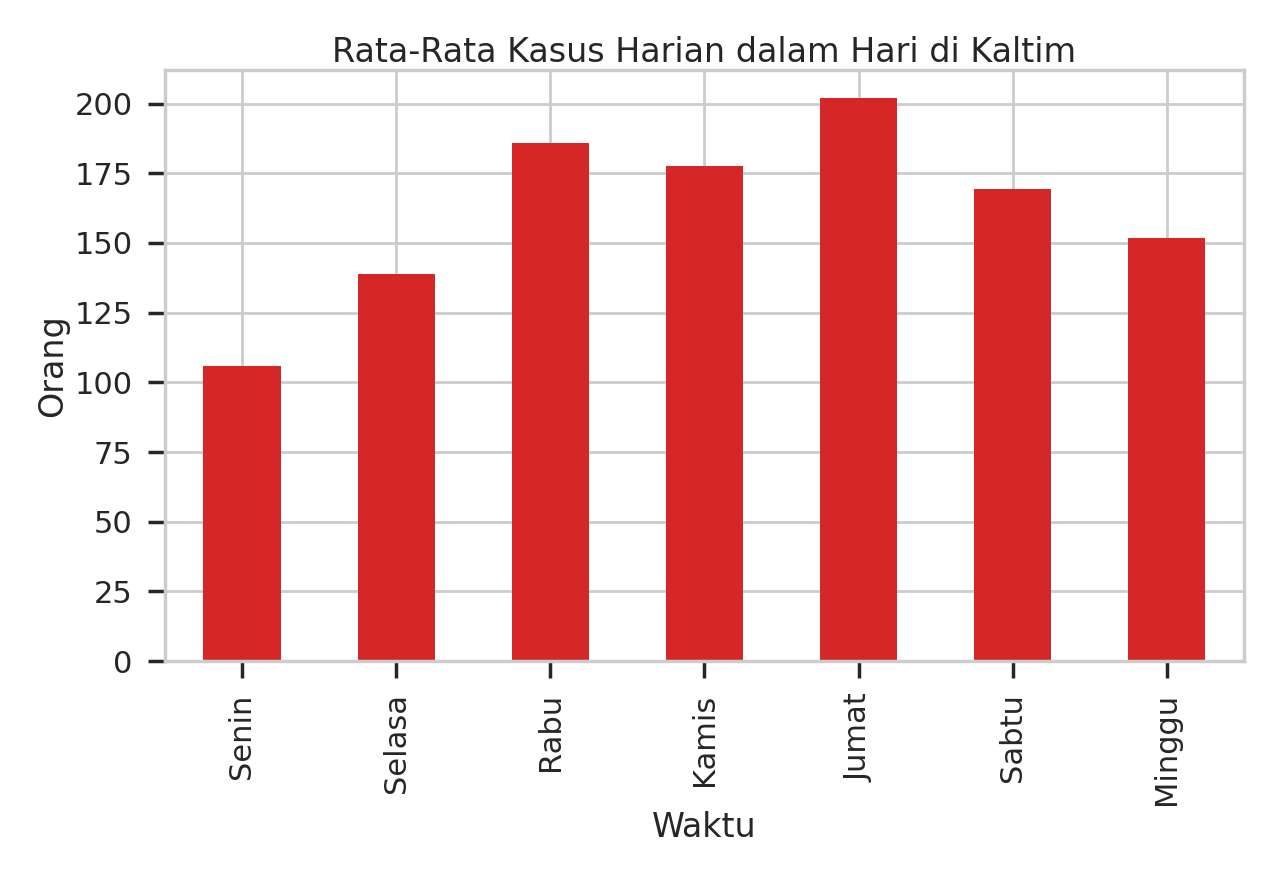 Rata-Rata Kasus Harian dalam Hari di Kaltim
Orang
200
175
150
125
100
75
50
25
0
Senin
Selasa
Rabu
Kamis
Jumat
Sabtu
Minggu
Waktu